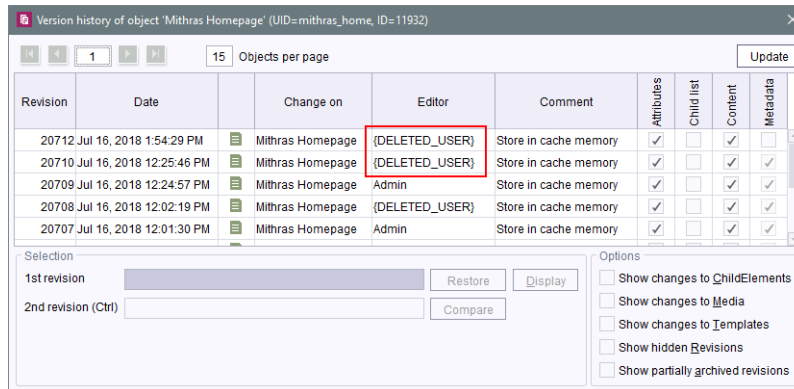 Version history of object 'Mithras Homepage' (UID=mithras_home, ID=11932)
1 15 Objects per page Update
Revision Date Change on Editor Comment Attributes Child list Content Metadata
20712 Jul 16, 2018 1:54:29 PM Mithras Homepage {DELETED_USER} Store in cache memory
20710 Jul 16, 2018 12:25:46 PM Mithras Homepage {DELETED_USER} Store in cache memory
20709 Jul 16, 2018 12:24:57 PM Mithras Homepage Admin Store in cache memory
20708 Jul 16, 2018 12:02:19 PM Mithras Homepage {DELETED_USER} Store in cache memory
20707 Jul 16, 2018 12:01:30 PM Mithras Homepage Admin Store in cache memory
Selection
1st revision Restore Display
2nd revision (Ctrl) Compare
Options
Show changes to ChildElements
Show changes to Media
Show changes to Templates
Show hidden Revisions
Show partially archived revisions